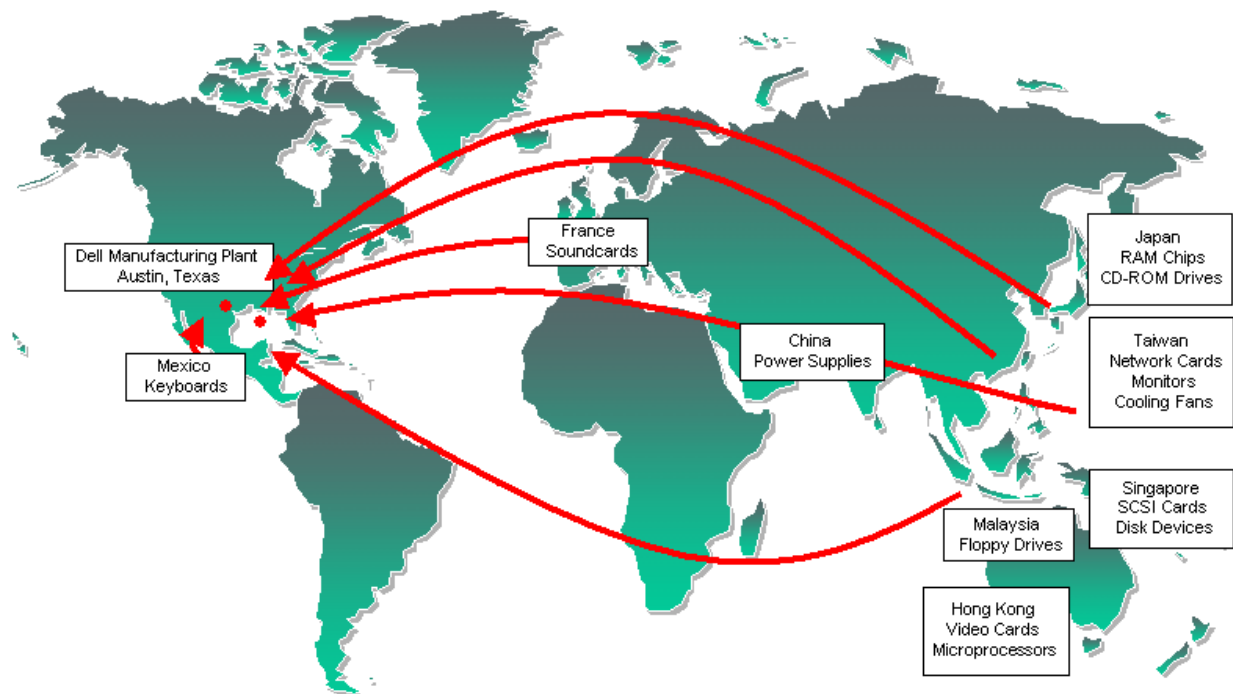 Dell Manufacturing Plant
Austin, Texas
Mexico
Keyboards
France
Soundcards
China
Power Supplies
Japan
RAM Chips
CD-ROM Drives
Taiwan
Network Cards
Monitors
Cooling Fans
Singapore
SCSI Cards
Disk Devices
Malaysia
Floppy Drives
Hong Kong
Video Cards
Microprocessors